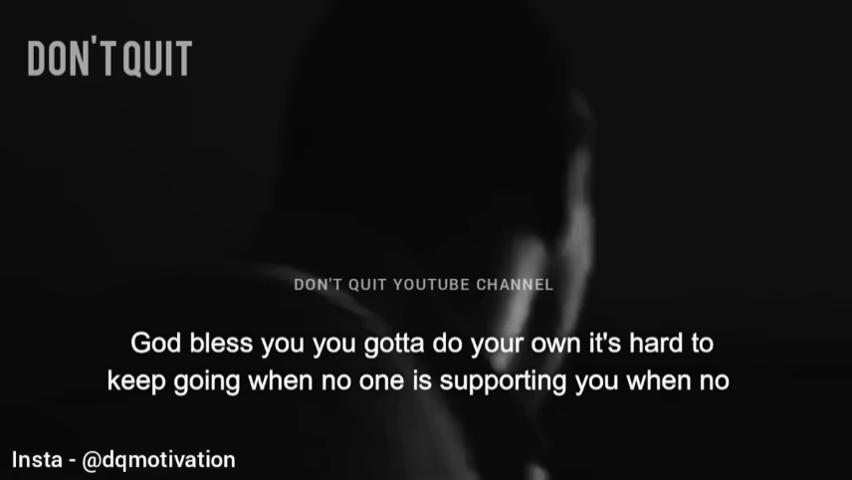 DON'T QUIT
DON'T QUIT YOUTUBE CHANNEL
God bless you you gotta do your own it's hard to
keep going when no one is supporting you when no
Insta - @dqmotivation